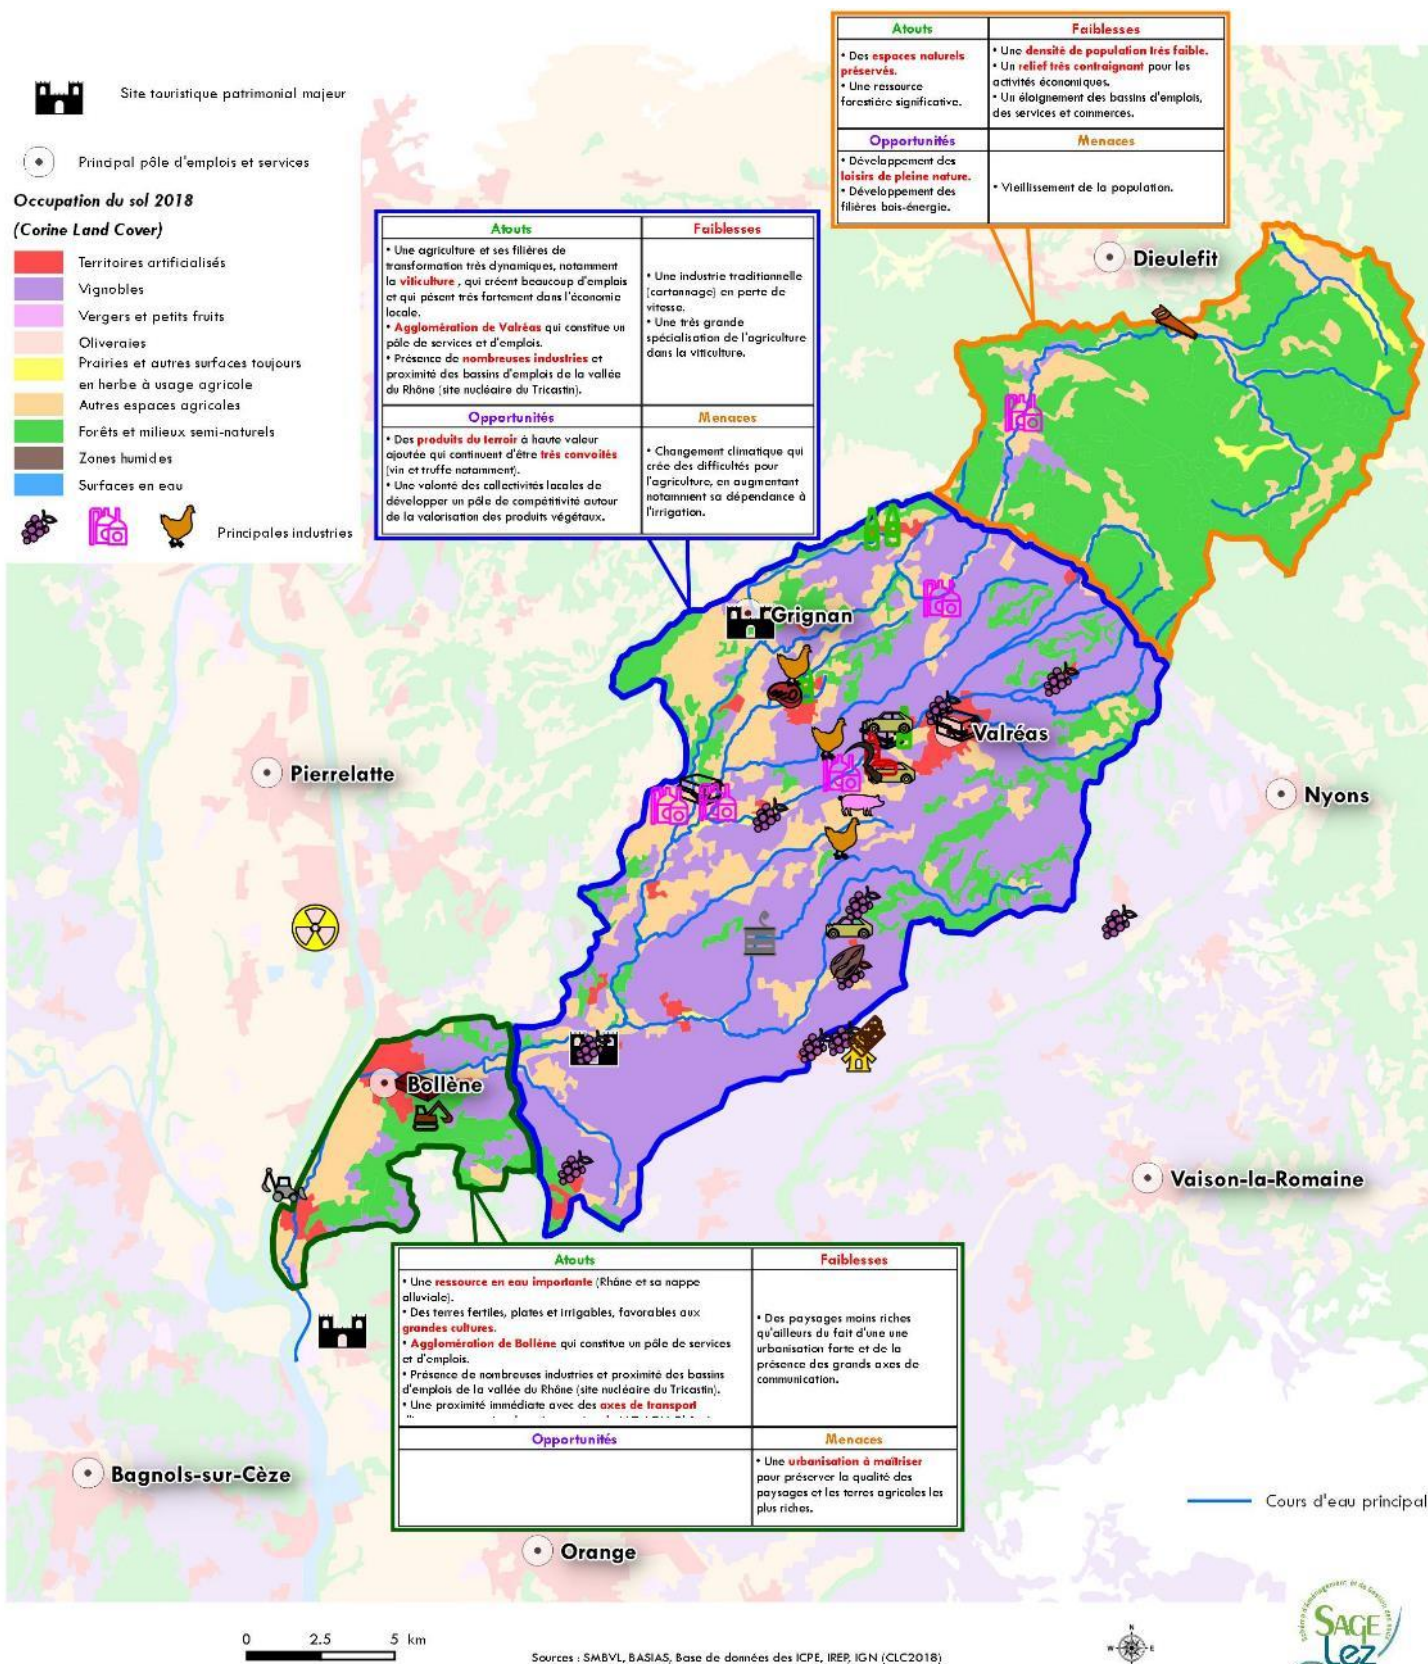 Site touristique patrimonial majeur
Principal pôle d'emplois et services
Occupation du sol 2018
(Corine Land Cover)
Territoires artificialisés
Vignobles
Vergers et petits fruits
Oliveraies
Prairies et autres surfaces toujours
en herbe à usage agricole
Autres espaces agricoles
Forêts et milieux semi-naturels
Zones humides
Surfaces en eau
Principales industries
Atouts
• Des espaces naturels
préservés.
• Une ressource
forestière significative.
Faiblesses
• Une densité de population très faible.
• Un relief très contraignant pour les
activités économiques.
• Un éloignement des bassins d'emplois,
des services et commerces.
Opportunités
• Développement des
loisirs de pleine nature.
• Développement des
filières bois-énergie.
Menaces
• Vieillissement de la population.
Atouts
• Une agriculture et ses filières de
transformation très dynamiques, notamment
la viticulture , qui créent beaucoup d'emplois
et qui pèsent très fortement dans l'économie
locale.
• Agglomération de Valréas qui constitue un
pôle de services et d'emplois.
• Présence de nombreuses industries et
proximité des bassins d'emplois de la vallée
du Rhône (site nucléaire du Tricastin).
Faiblesses
• Une industrie traditionnelle
(cartonnage) en perte de
vitesse.
• Une très grande
spécialisation de l'agriculture
dans la viticulture.
Opportunités
• Des produits du terroir à haute valeur
ajoutée qui continuent d'être très convoités
(vin et truffe notamment).
• Une volonté des collectivités locales de
développer un pôle de compétitivité autour
de la valorisation des produits végétaux.
Menaces
• Changement climatique qui
crée des difficultés pour
l'agriculture, en augmentant
notamment sa dépendance à
l'irrigation.
Dieulefit
Grignan
Valréas
Pierrelatte
Nyons
Bollène
Vaison-la-Romaine
Atouts
• Une ressource en eau importante (Rhône et sa nappe
alluviale).
• Des terres fertiles, plates et irrigables, favorables aux
grandes cultures.
• Agglomération de Bollène qui constitue un pôle de services
et d'emplois.
• Présence de nombreuses industries et proximité des bassins
d'emplois de la vallée du Rhône (site nucléaire du Tricastin).
• Une proximité immédiate avec des axes de transport
Faiblesses
• Des paysages moins riches
qu'ailleurs du fait d'une une
urbanisation forte et de la
présence des grands axes de
communication.
Opportunités
Menaces
• Une urbanisation à maîtriser
pour préserver la qualité des
paysages et les terres agricoles les
plus riches.
Bagnols-sur-Cèze
Orange
Cours d'eau principal
0 2.5 5 km
Sources : SMBVL, BASIAS, Base de données des ICPE, IREP, IGN (CLC2018)
N
W E
SAGE
Lez